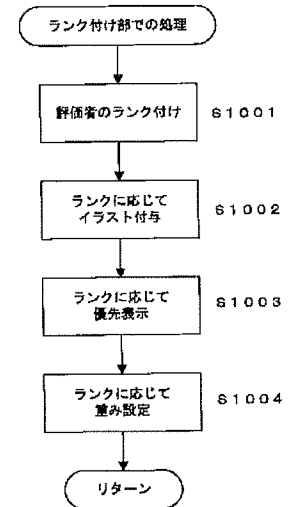 ランク付け部での処理
評価者のランク付け
S1001
ランクに応じて
イラスト付与
S1002
ランクに応じて
優先表示
S1003
ランクに応じて
重み設定
S1004
リターン